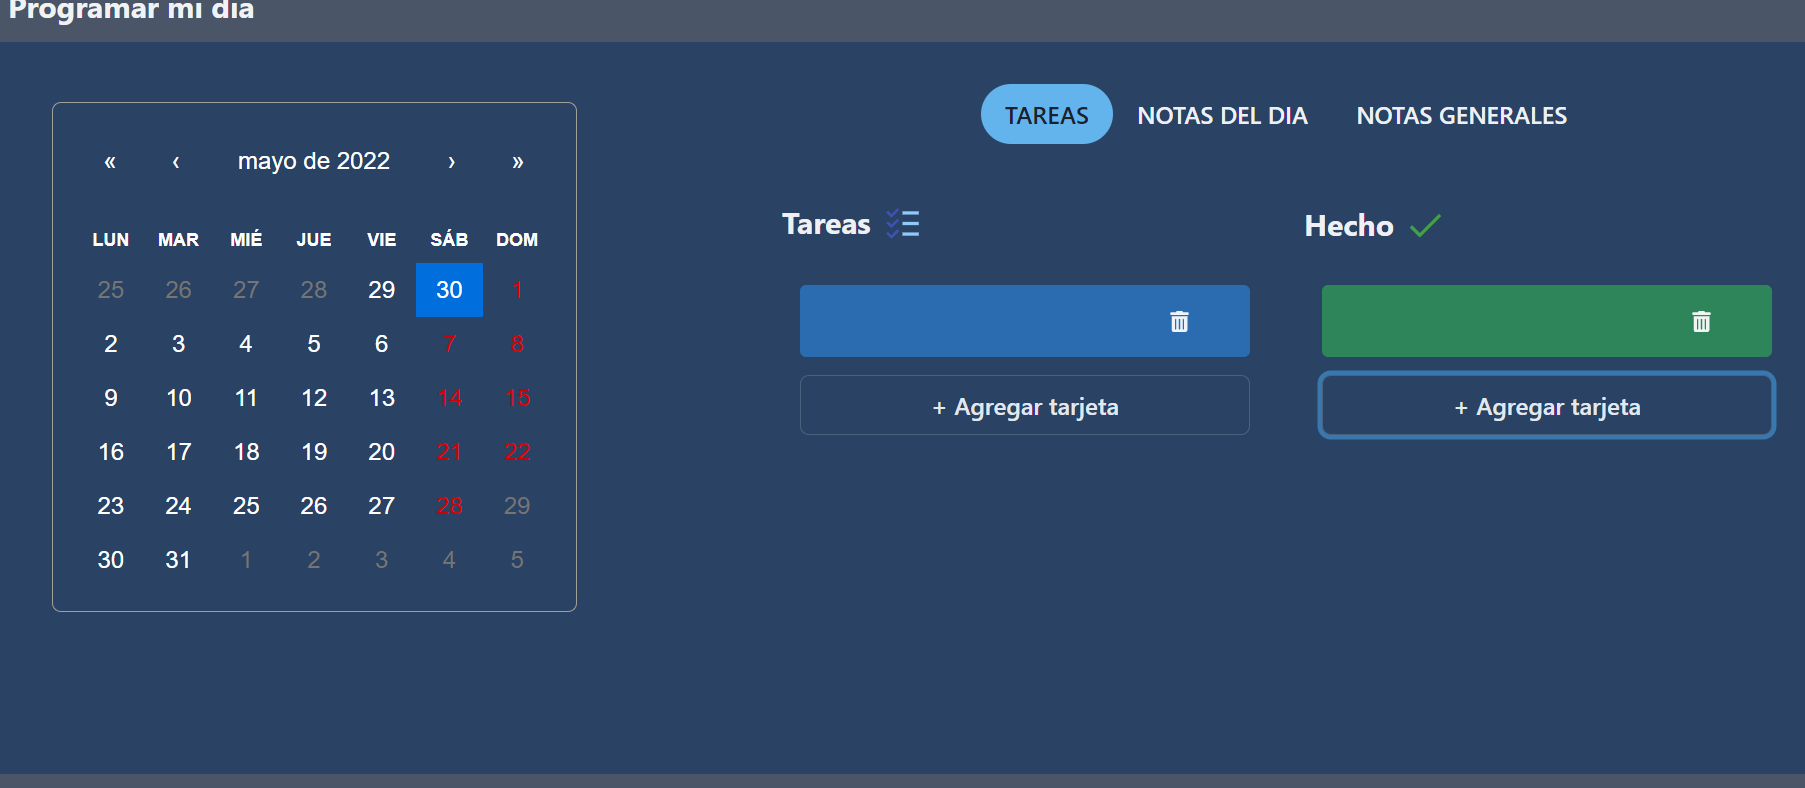 Programar mi dia
« ‹ mayo de 2022 › »
LUN MAR MIÉ JUE VIE SÁB DOM
25 26 27 28 29 30 1
2 3 4 5 6 7 8
9 10 11 12 13 14 15
16 17 18 19 20 21 22
23 24 25 26 27 28 29
30 31 1 2 3 4 5
TAREAS NOTAS DEL DIA NOTAS GENERALES
Tareas
+ Agregar tarjeta
Hecho
+ Agregar tarjeta